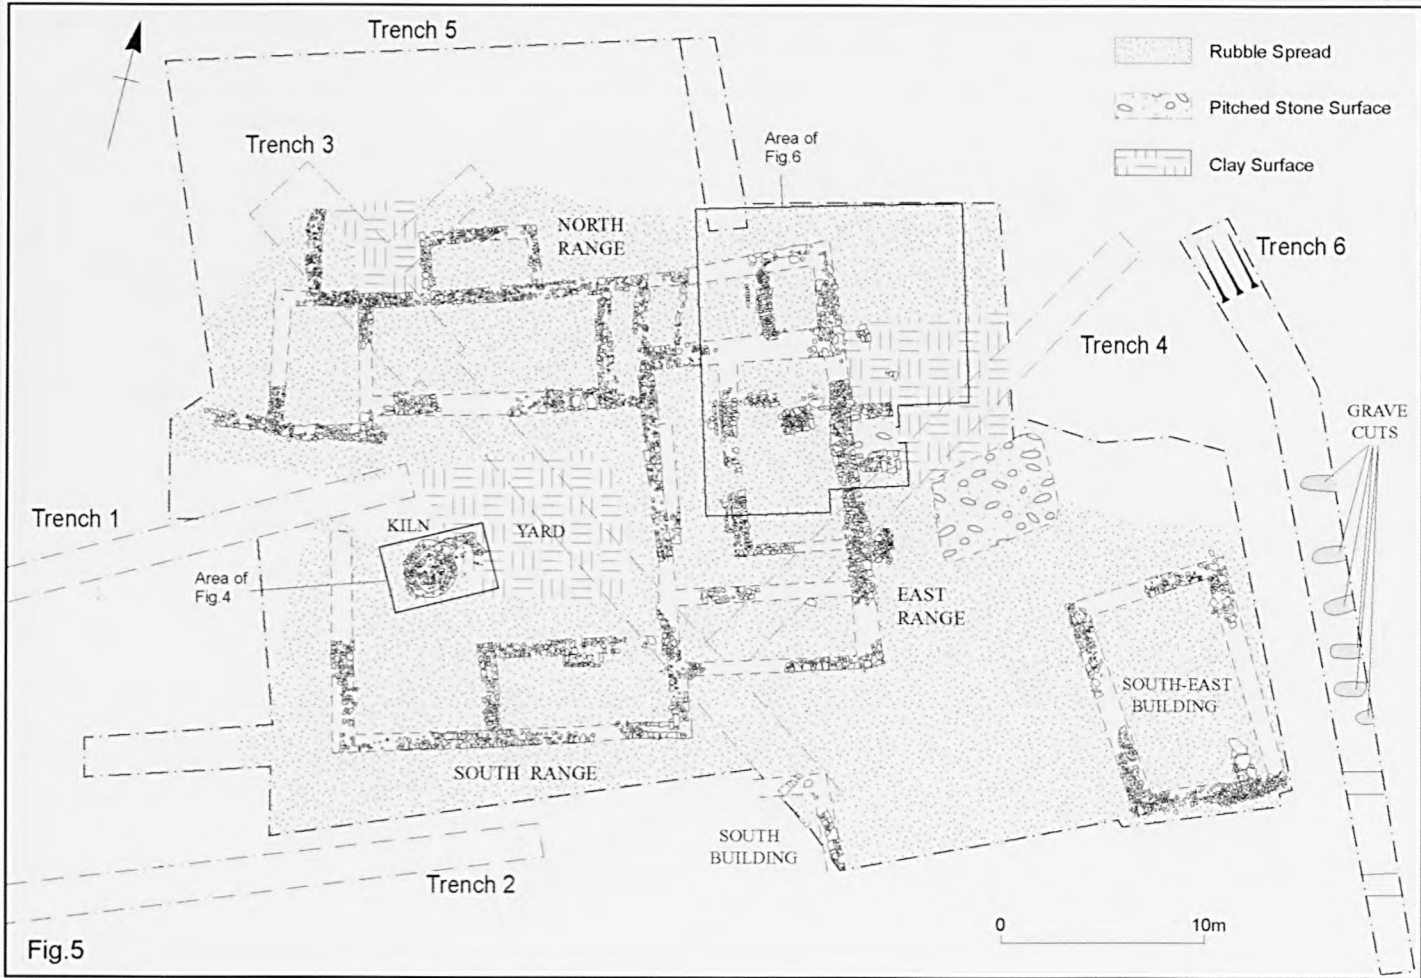 Trench 5
Rubble Spread
Pitched Stone Surface
Clay Surface
Trench 3
Area of
Fig.6
NORTH
RANGE
Trench 6
Trench 4
GRAVE
CUTS
Trench 1
KILN
YARD
Area of
Fig.4
EAST
RANGE
SOUTH-EAST
BUILDING
SOUTH RANGE
SOUTH
BUILDING
Trench 2
0
10m
Fig.5